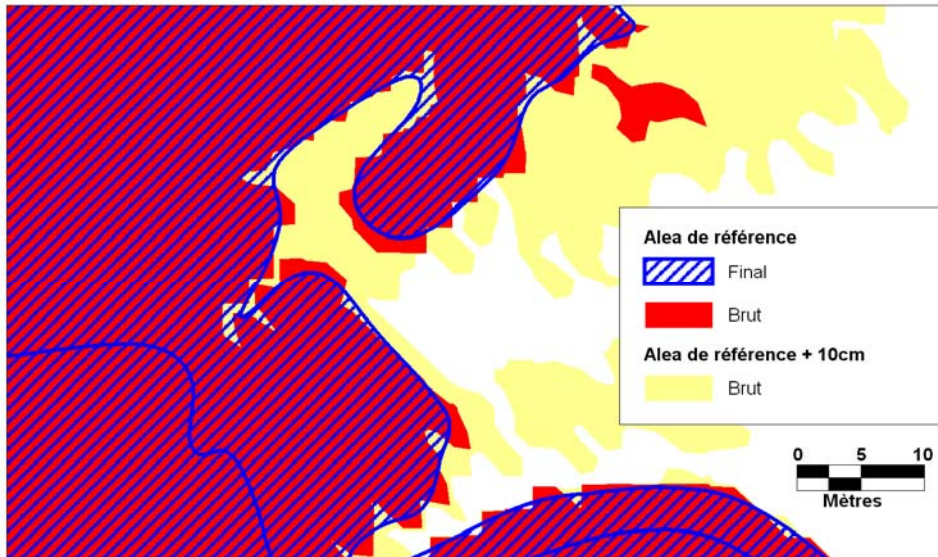 Alea de référence
Final
Brut
Alea de référence + 10cm
Brut
0 5 10
Mètres